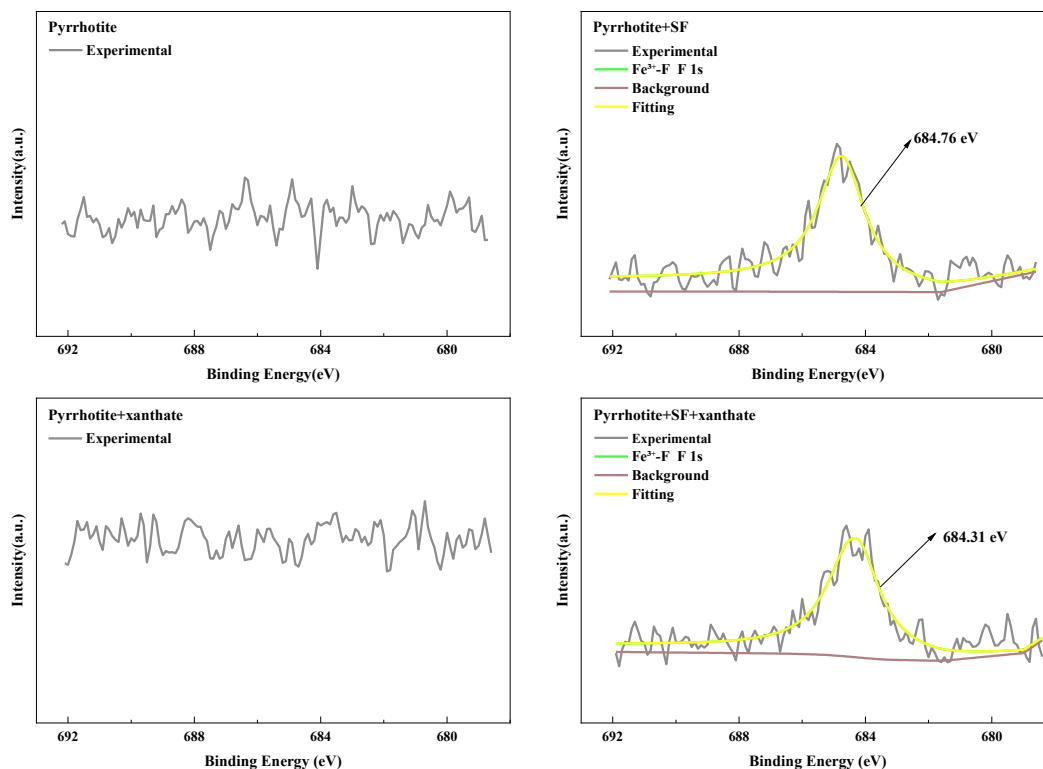 Pyrrhotite
Experimental
Intensity(a.u.)
692 688 684 680
Binding Energy(eV)
Pyrrhotite+SF
Experimental
Fe³⁺-F F 1s
Background
Fitting
684.76 eV
Intensity(a.u.)
692 688 684 680
Binding Energy(eV)
Pyrrhotite+xanthate
Experimental
Intensity(a.u.)
692 688 684 680
Binding Energy (eV)
Pyrrhotite+SF+xanthate
Experimental
Fe³⁺-F F 1s
Background
Fitting
684.31 eV
Intensity(a.u.)
692 688 684 680
Binding Energy (eV)